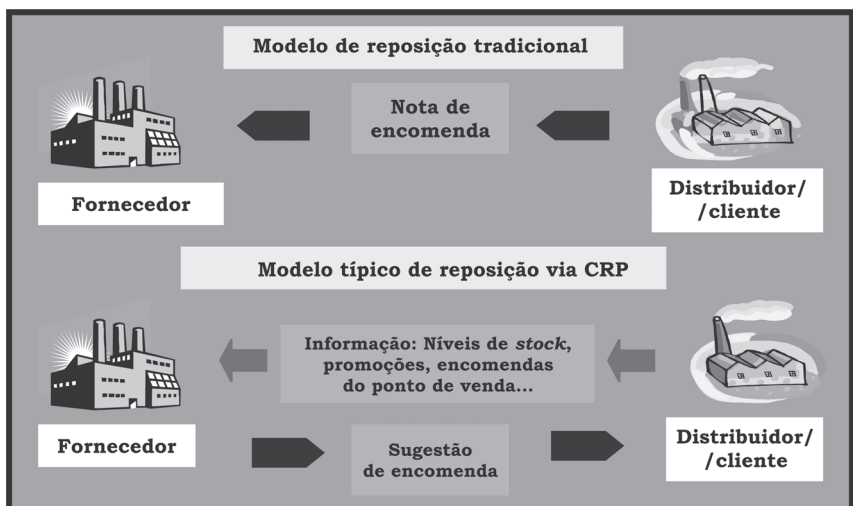 Modelo de reposição tradicional
Nota de
encomenda
Fornecedor
Distribuidor/
/cliente
Modelo típico de reposição via CRP
Informação: Níveis de stock,
promoções, encomendas
do ponto de venda...
Fornecedor
Distribuidor/
/cliente
Sugestão
de encomenda